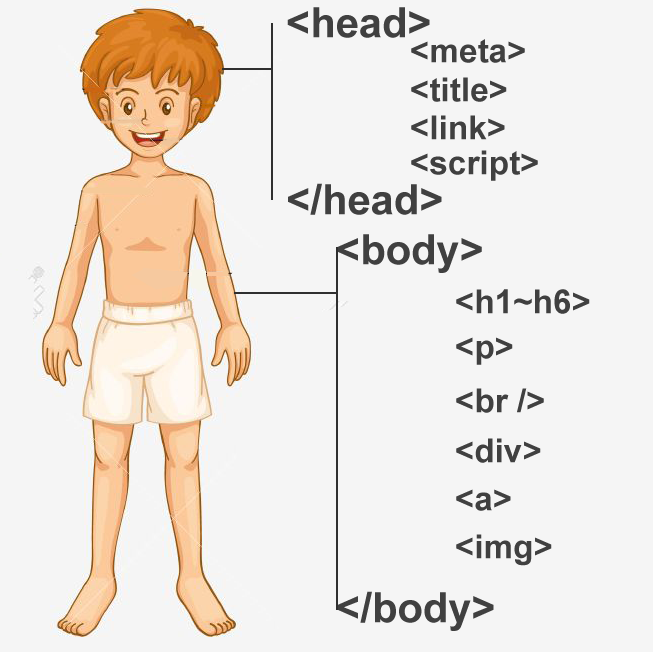 <head>
<meta>
<title>
<link>
<script>
</head>
<body>
<h1~h6>
<p>
<br />
<div>
<a>
<img>
</body>